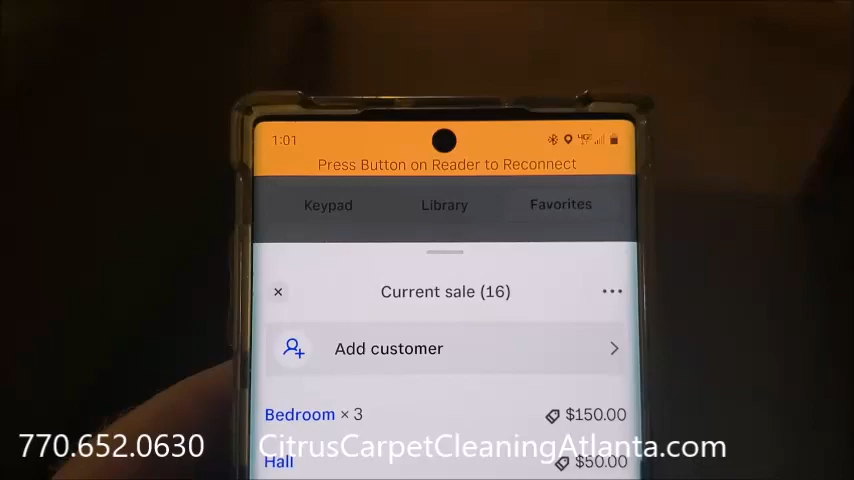 1:01
4GE
Press Button on Reader to Reconnect
Keypad
Library
Favorites
× Current sale (16) •••
Add customer
Bedroom × 3 $150.00
Hall $50.00
770.652.0630 CitrusCarpetCleaningAtlanta.com